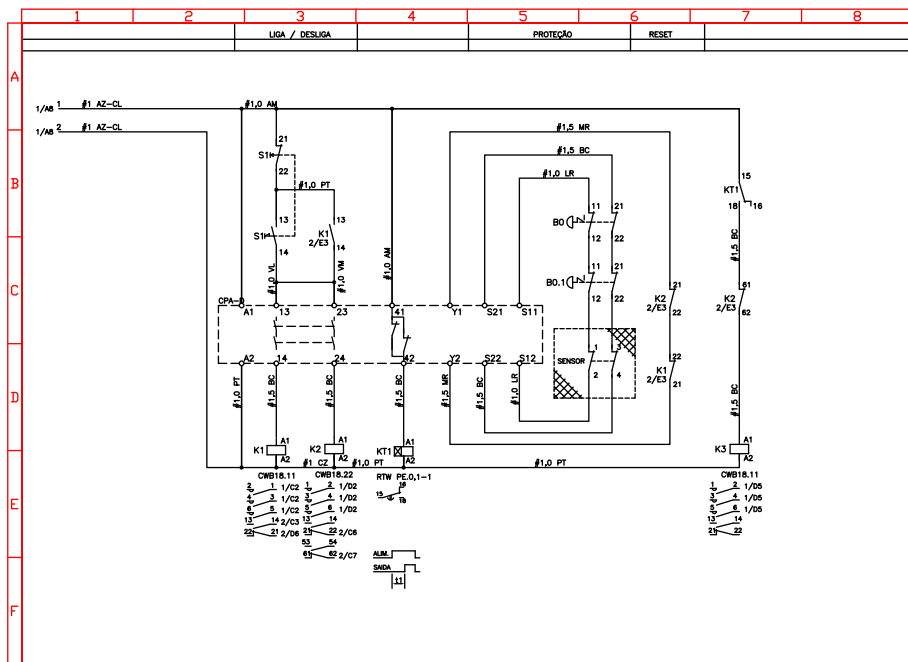 1 2 3 4 5 6 7 8
LIGA / DESLIGA PROTEÇÃO RESET
A
1/A8 1 #1 AZ-CL #1,0 AM
1/A8 2 #1 AZ-CL #1,5 MR
21 #1,5 BC
S1
B
22 #1,0 LR 15
#1,0 PT KT1
18 16
13 13 11 21
S1 K1 B0
2/E3
14 14 12 22
#1,0 VL #1,0 VM #1,0 AM #1,5 BC
C
11 21
B0.1
12 22
21 61
K2 K2
2/E3 2/E3
22 62
CPA-D
A1 13 23 41 Y1 S21 S11
SENSOR 1 3
2 4
22
K1
2/E3
21
A2 14 24 42 Y2 S22 S12
D
#1,0 PT #1,5 BC #1,5 BC #1,5 BC #1,5 MR #1,5 BC #1,0 LR #1,5 BC
K1 A1 K2 A1 KT1 A1 K3 A1
A2 A2 A2 A2
#1 CZ #1,0 PT #1,0 PT
E
CWB18.11 CWB18.22 RTW PE.0,1-1 CWB18.11
2 1 1/C2 1 2 1/D2 16 1 2 1/D5
4 3 1/C2 3 4 1/D2 15 3 4 1/D5
6 5 1/C2 5 6 1/D2 5 6 1/D5
13 14 2/C3 13 14 13 14
22 21 2/D6 21 22 2/C6 21 22
53 54
61 62 2/C7
ALIM.
SAIDA
t1
F